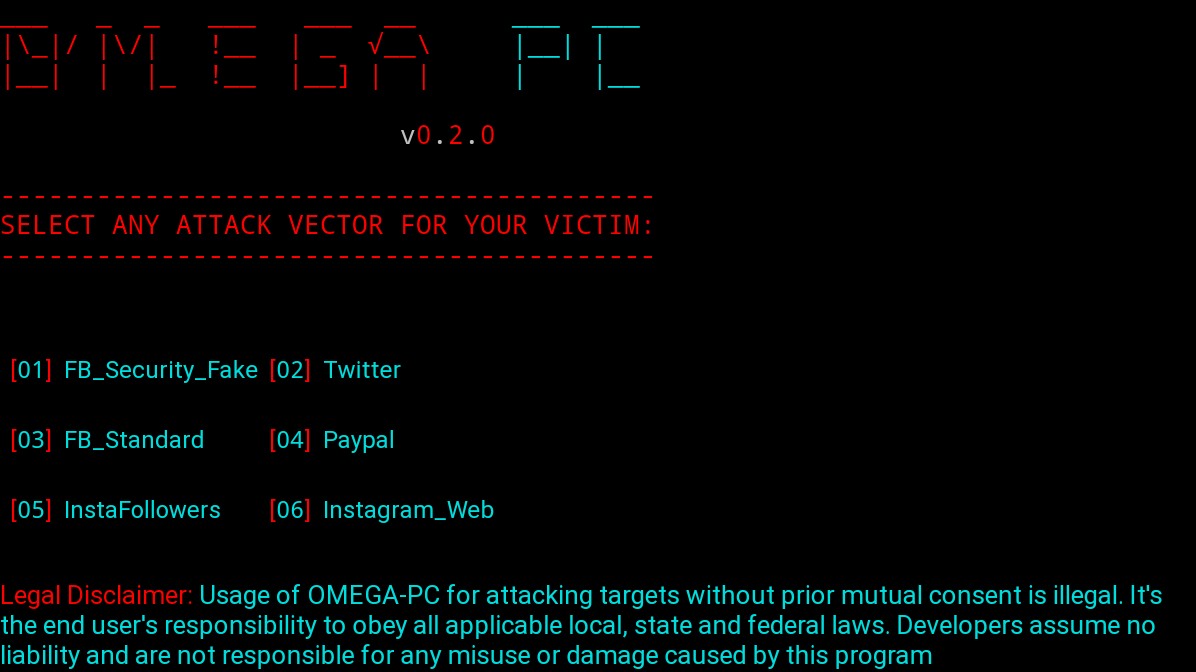 OMEGA PC
v0.2.0
----------------------------------------
SELECT ANY ATTACK VECTOR FOR YOUR VICTIM:
----------------------------------------
[01] FB_Security_Fake [02] Twitter
[03] FB_Standard [04] Paypal
[05] InstaFollowers [06] Instagram_Web
Legal Disclaimer: Usage of OMEGA-PC for attacking targets without prior mutual consent is illegal. It's
the end user's responsibility to obey all applicable local, state and federal laws. Developers assume no
liability and are not responsible for any misuse or damage caused by this program